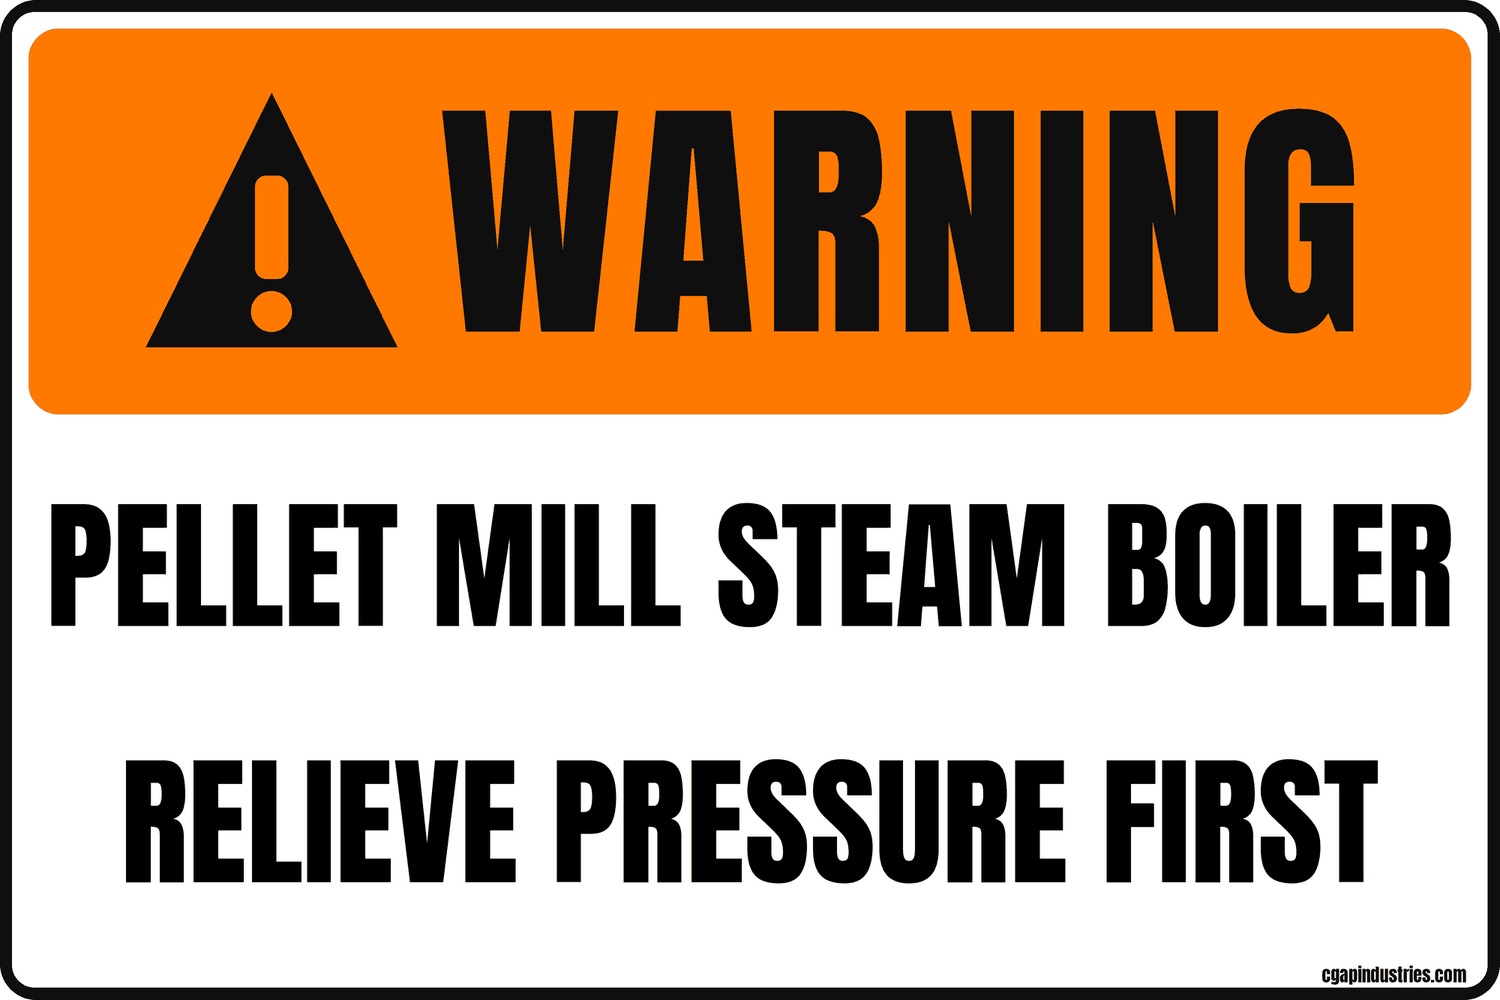 WARNING
PELLET MILL STEAM BOILER
RELIEVE PRESSURE FIRST
cgapindustries.com